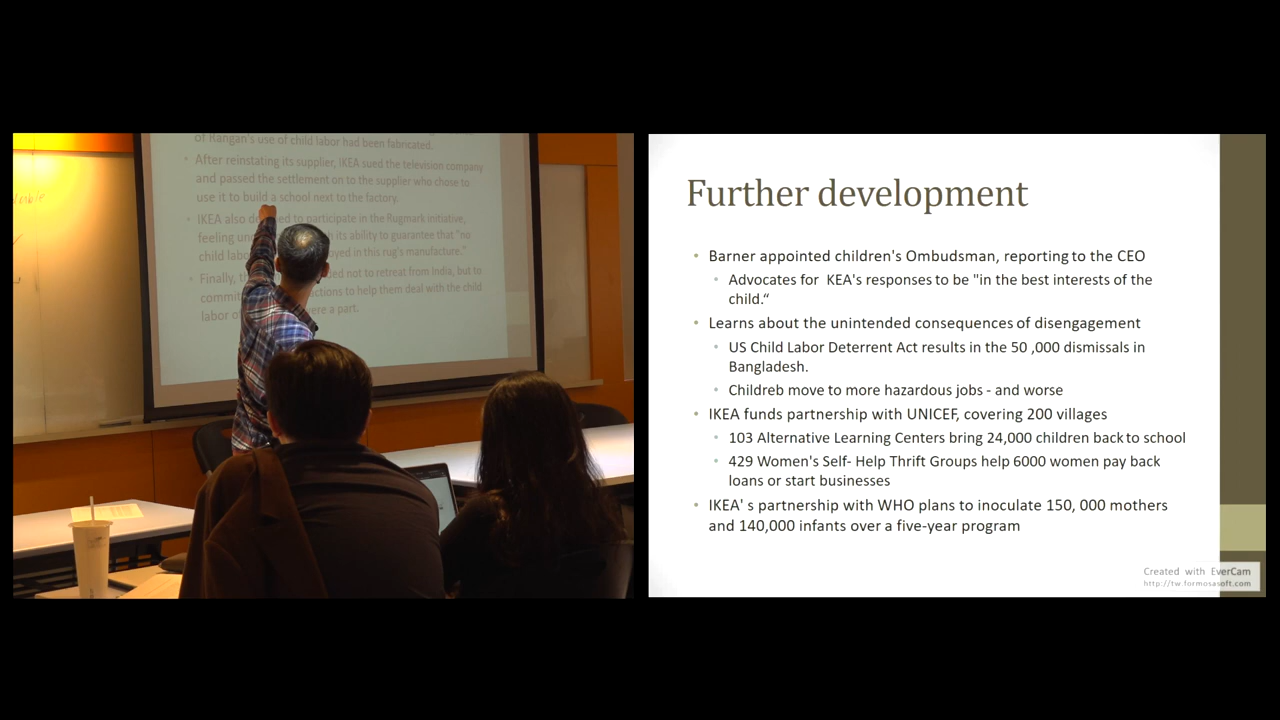 of Rangan's use of child labor had been fabricated.
• After reinstating its supplier, IKEA sued the television company
and passed the settlement on to the supplier who chose to
use it to build a school next to the factory.
• IKEA also to participate in the Rugmark initiative,
feeling its ability to guarantee that "no
child in this rug's manufacture."
• Finally, not to retreat from India, but to
to help them deal with the child
labor a part.
Further development
• Barner appointed children's Ombudsman, reporting to the CEO
• Advocates for KEA's responses to be "in the best interests of the
child.“
• Learns about the unintended consequences of disengagement
• US Child Labor Deterrent Act results in the 50 ,000 dismissals in
Bangladesh.
• Childreb move to more hazardous jobs - and worse
• IKEA funds partnership with UNICEF, covering 200 villages
• 103 Alternative Learning Centers bring 24,000 children back to school
• 429 Women's Self- Help Thrift Groups help 6000 women pay back
loans or start businesses
• IKEA' s partnership with WHO plans to inoculate 150, 000 mothers
and 140,000 infants over a five-year program
Created with EverCam
http://tw.formosasoft.com